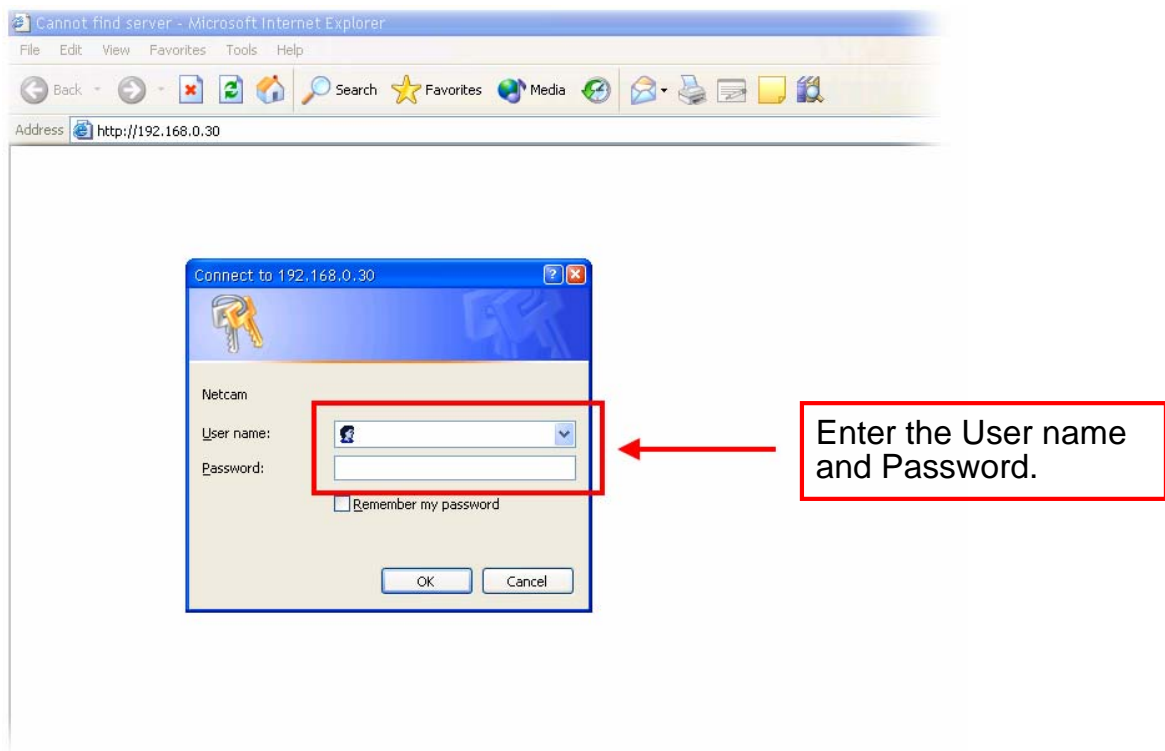 Cannot find server - Microsoft Internet Explorer
File Edit View Favorites Tools Help
Back Search Favorites Media
Address http://192.168.0.30
Connect to 192.168.0.30
Netcam
User name:
Password:
Remember my password
OK Cancel
Enter the User name
and Password.